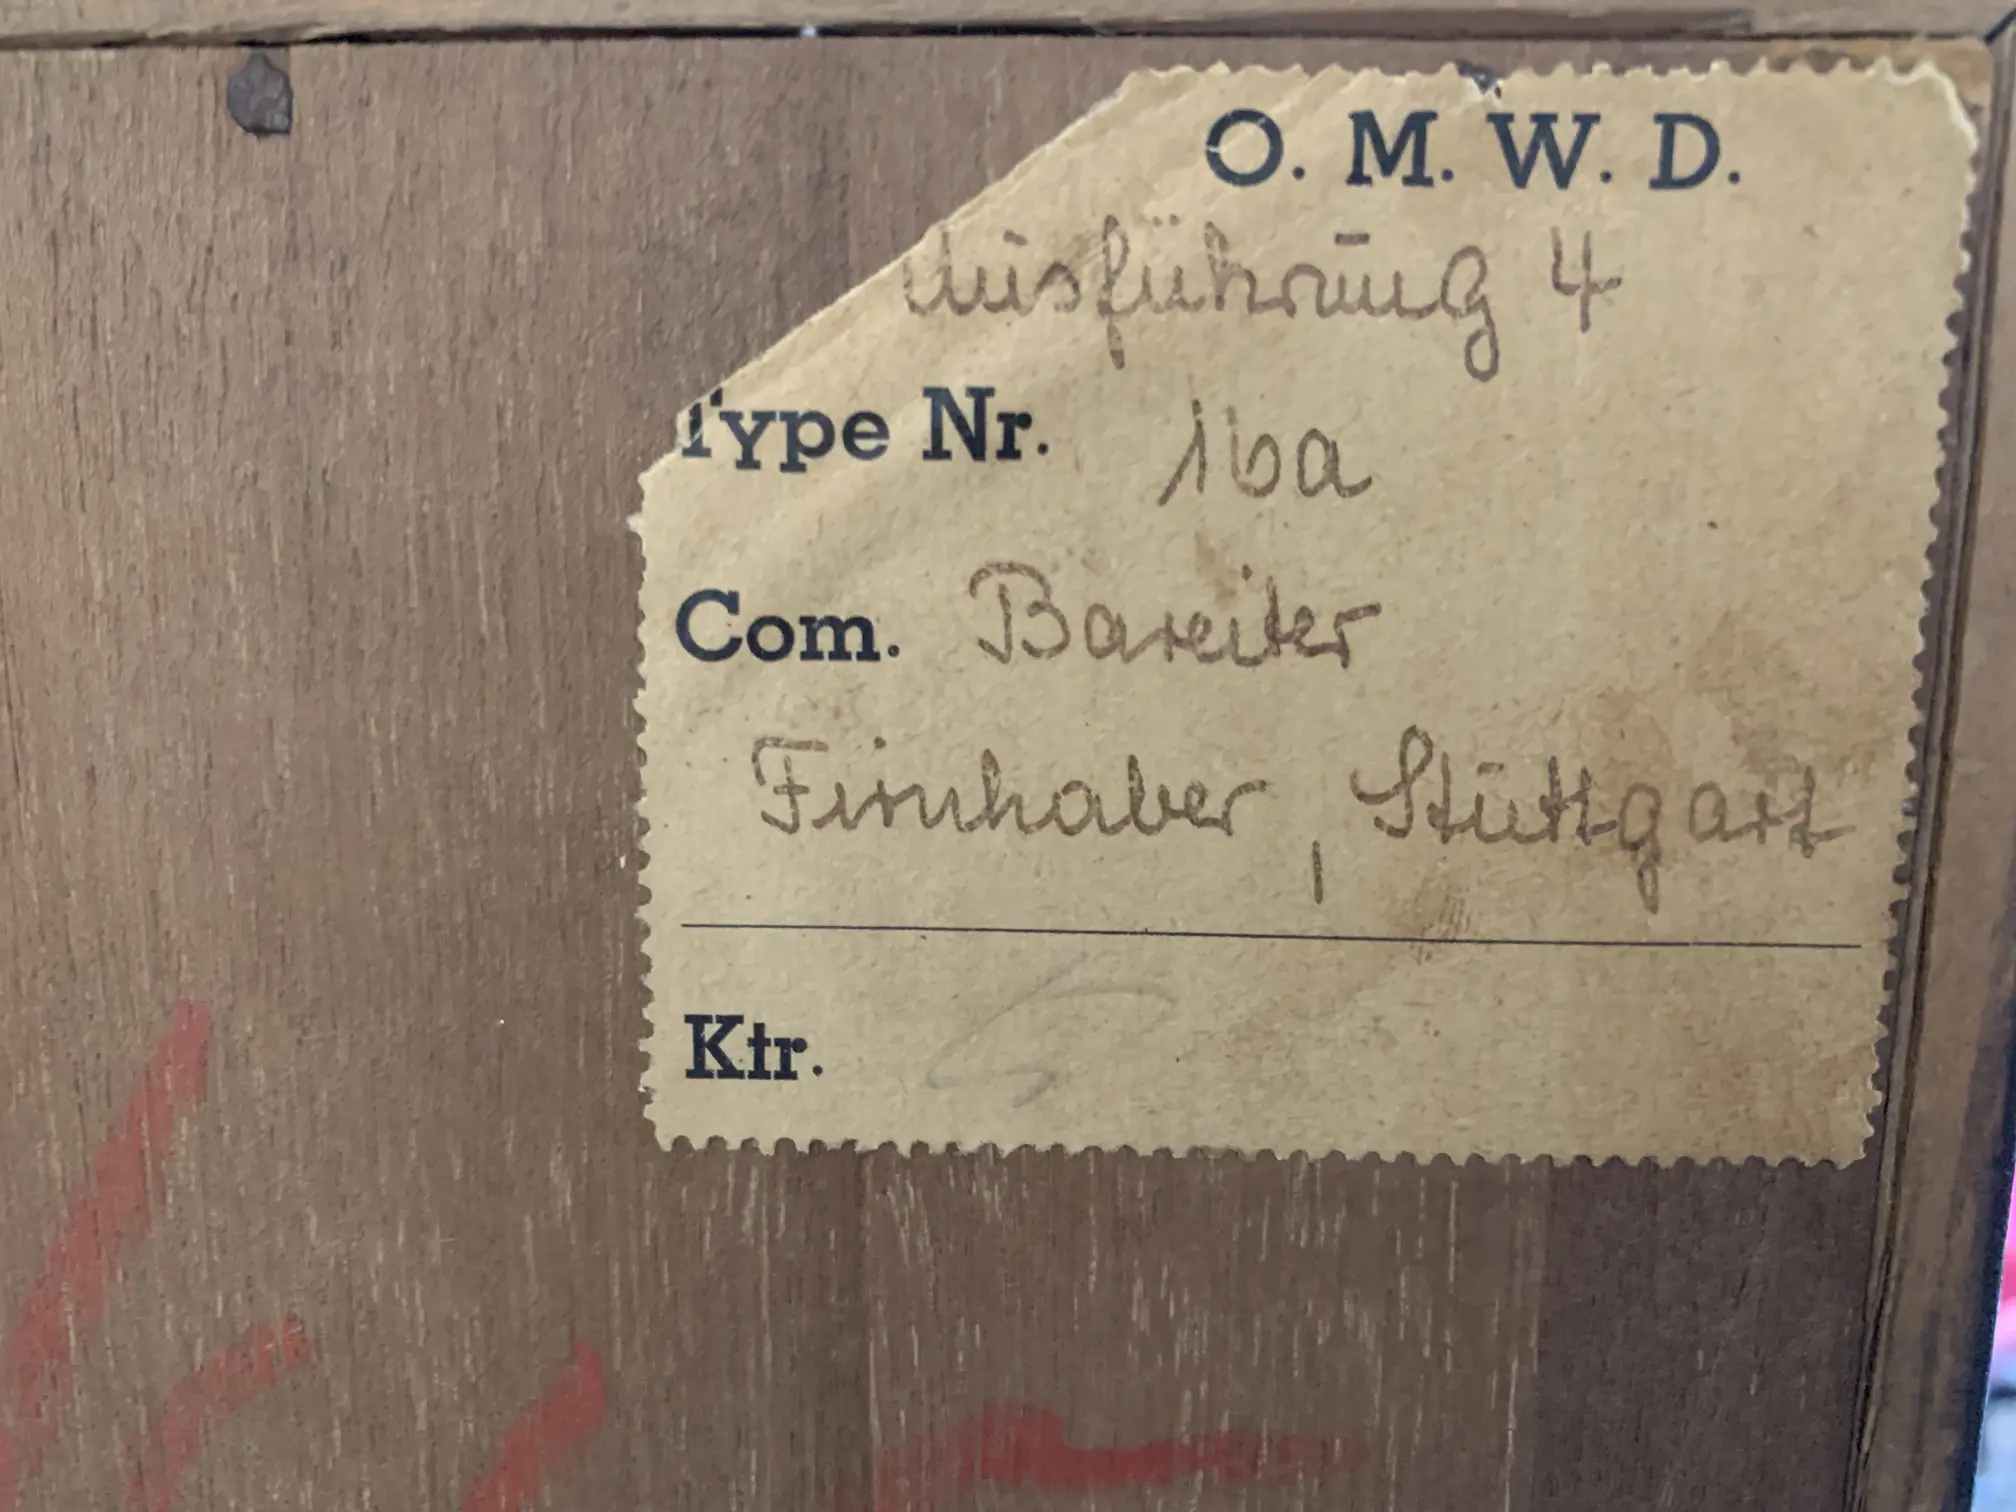 O. M. W. D.
Ausführung 4
Type Nr. 16a
Com. Bareiter
Firnhaber, Stuttgart
Ktr.